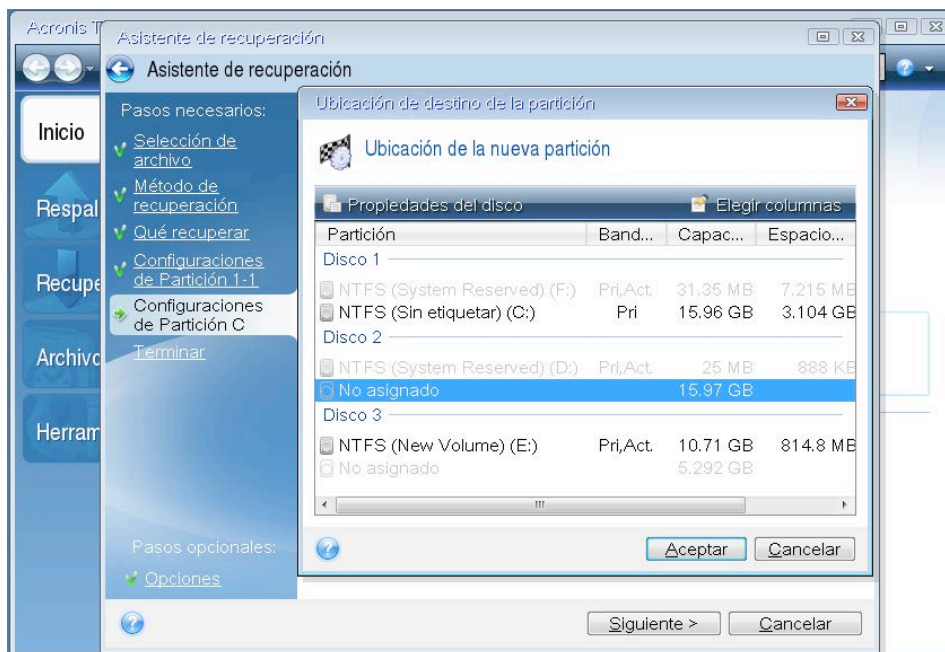 Acronis T
Asistente de recuperación
Asistente de recuperación
Inicio
Respal
Recupe
Archivo
Herram
Pasos necesarios:
Selección de
archivo
Método de
recuperación
Qué recuperar
Configuraciones
de Partición 1-1
Configuraciones
de Partición C
Terminar
Pasos opcionales:
Opciones
Ubicación de destino de la partición
Ubicación de la nueva partición
Propiedades del disco Elegir columnas
Partición Band... Capac... Espacio...
Disco 1
NTFS (System Reserved) (F:) Pri,Act. 31.35 MB 7.215 MB
NTFS (Sin etiquetar) (C:) Pri 15.96 GB 3.104 GB
Disco 2
NTFS (System Reserved) (D:) Pri,Act. 25 MB 888 KB
No asignado 15.97 GB
Disco 3
NTFS (New Volume) (E:) Pri,Act. 10.71 GB 814.8 MB
No asignado 5.292 GB
Aceptar Cancelar
Siguiente > Cancelar